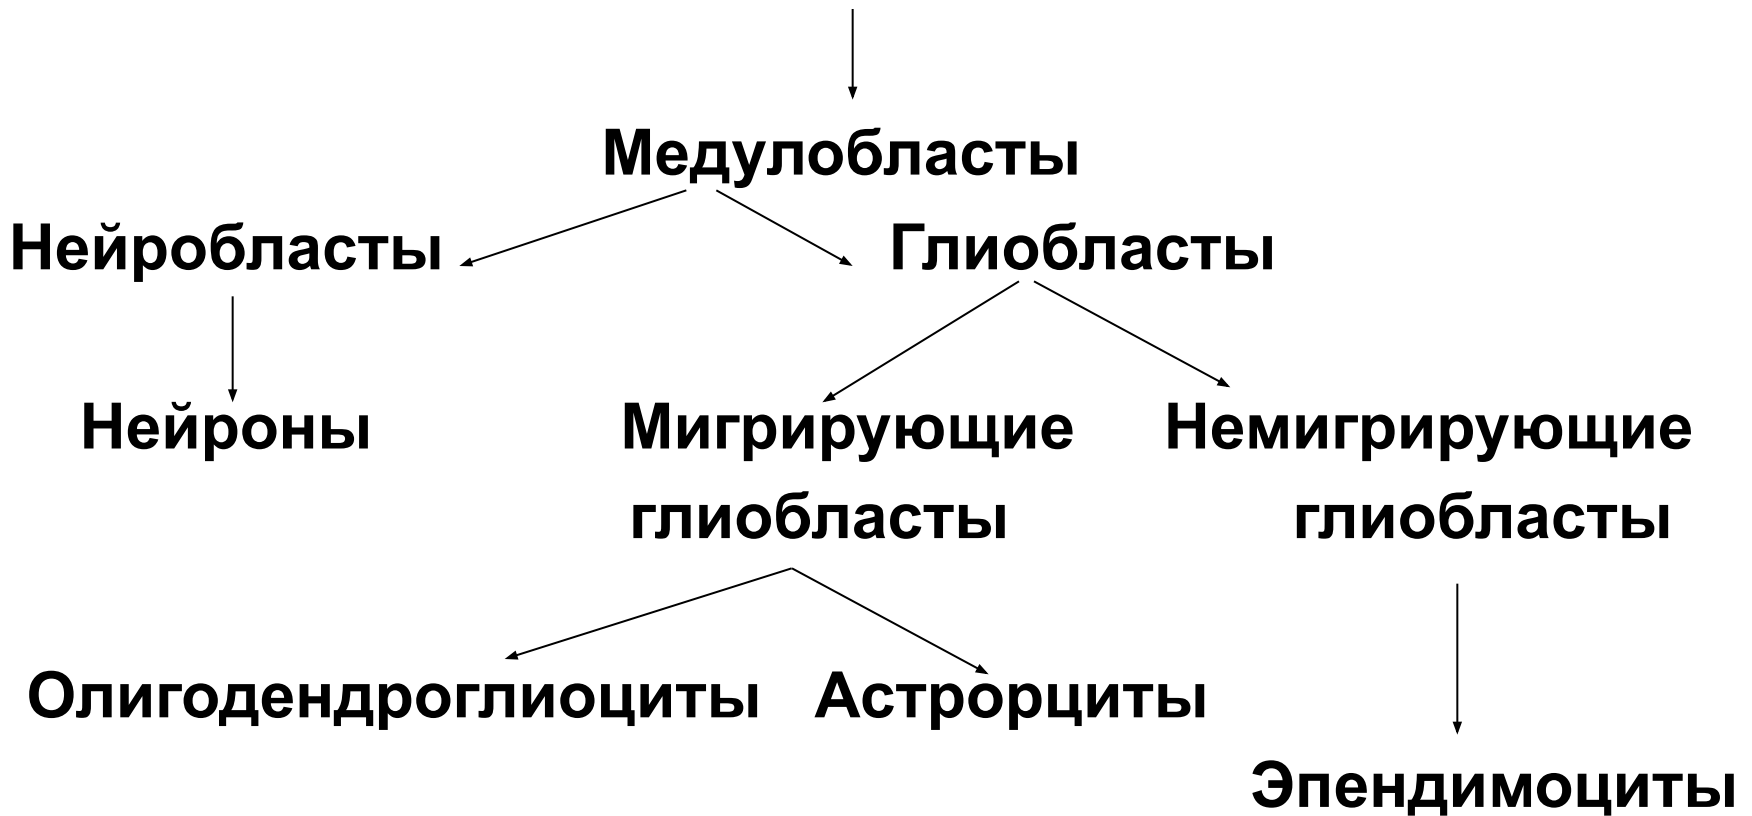 Медулобласты
Нейробласты Глиобласты
Нейроны Мигрирующие Немигрирующие
глиобласты глиобласты
Олигодендроглиоциты Астрорциты
Эпендимоциты